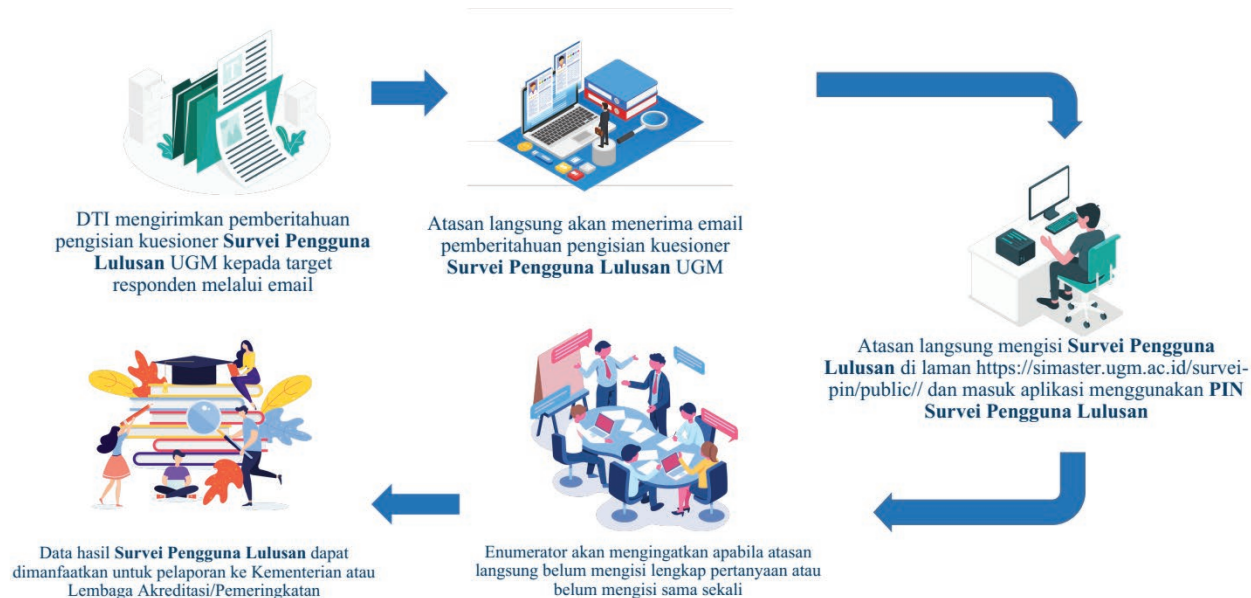 DTI mengirimkan pemberitahuan
pengisian kuesioner Survei Pengguna
Lulusan UGM kepada target
responden melalui email
Atasan langsung akan menerima email
pemberitahuan pengisian kuesioner
Survei Pengguna Lulusan UGM
Atasan langsung mengisi Survei Pengguna
Lulusan di laman https://simaster.ugm.ac.id/survei-
pin/public// dan masuk aplikasi menggunakan PIN
Survei Pengguna Lulusan
Enumerator akan mengingatkan apabila atasan
langsung belum mengisi lengkap pertanyaan atau
belum mengisi sama sekali
Data hasil Survei Pengguna Lulusan dapat
dimanfaatkan untuk pelaporan ke Kementerian atau
Lembaga Akreditasi/Pemeringkatan